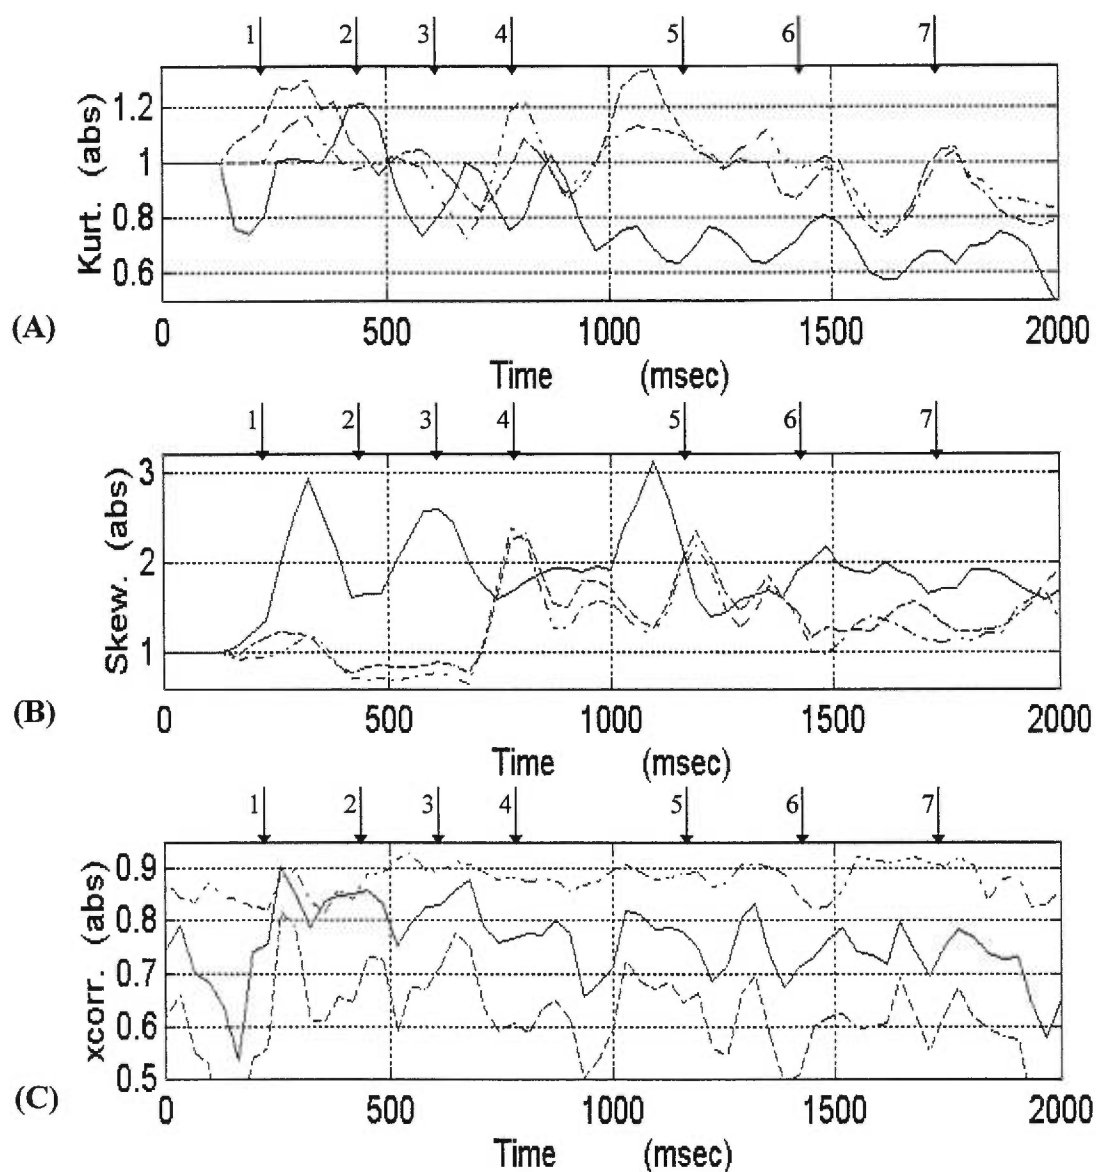 1 2 3 4 5 6 7
1.2
1
0.8
0.6
Kurt. (abs)
(A)
0 500 1000 1500 2000
Time (msec)
1 2 3 4 5 6 7
3
2
1
Skew. (abs)
(B)
0 500 1000 1500 2000
Time (msec)
1 2 3 4 5 6 7
0.9
0.8
0.7
0.6
0.5
xcorr. (abs)
(C)
0 500 1000 1500 2000
Time (msec)